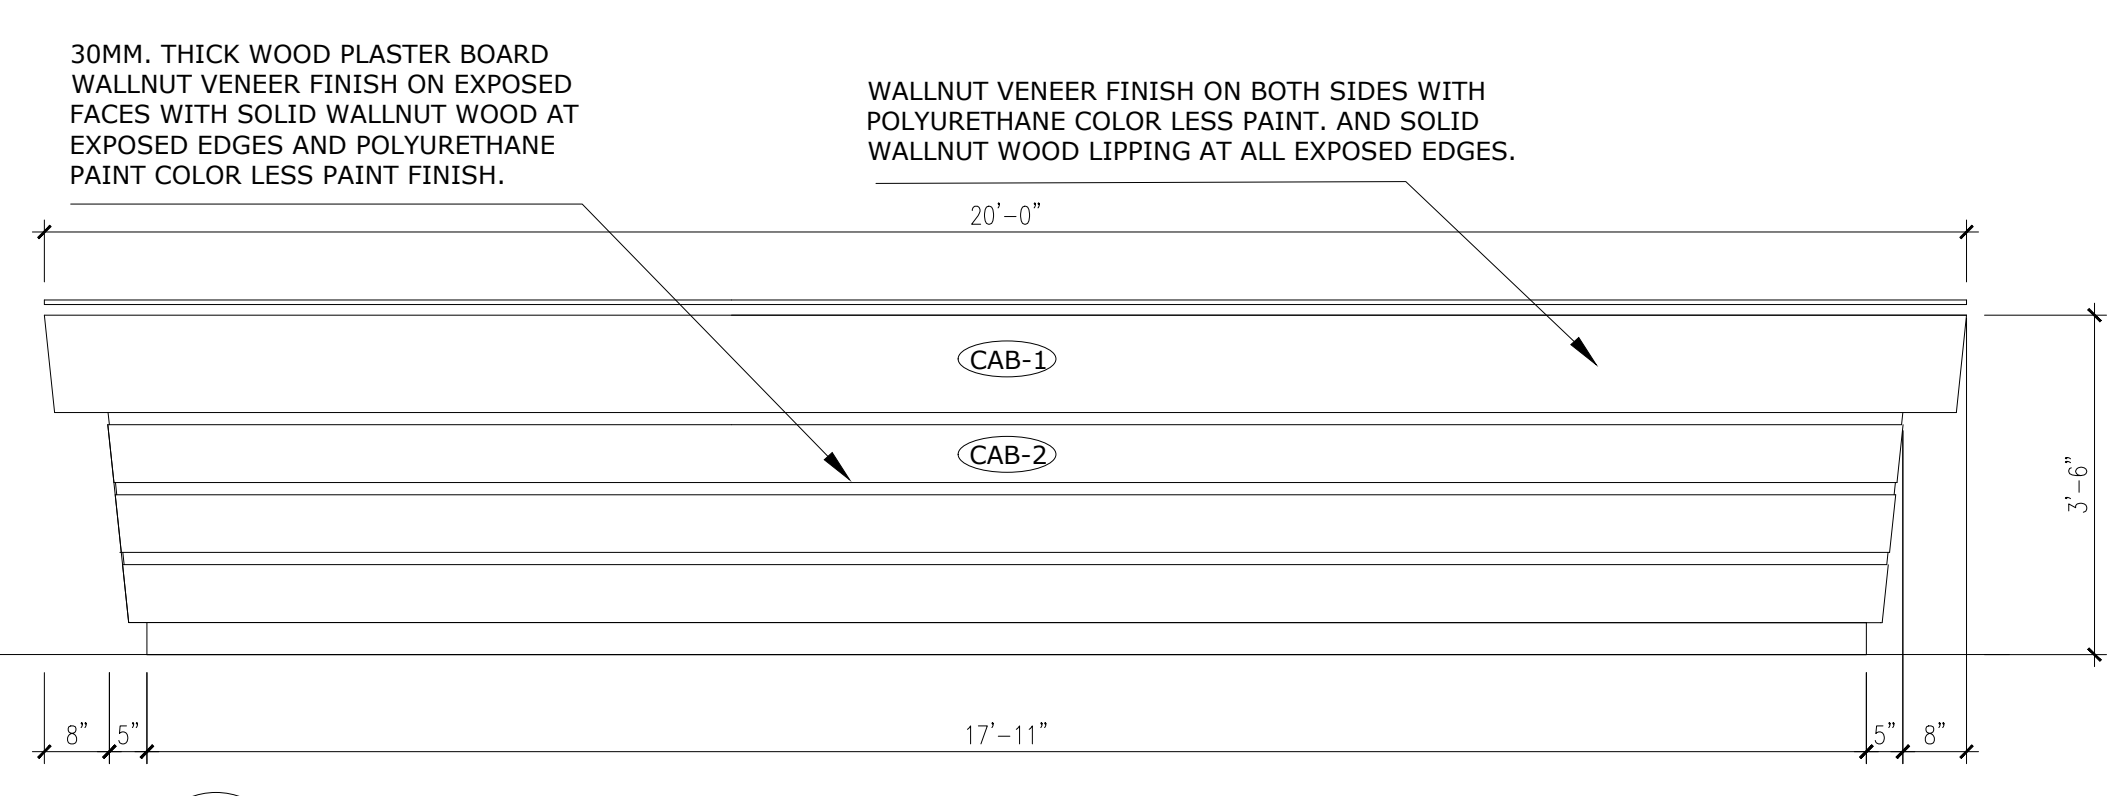 30MM. THICK WOOD PLASTER BOARD
WALLNUT VENEER FINISH ON EXPOSED
FACES WITH SOLID WALLNUT WOOD AT
EXPOSED EDGES AND POLYURETHANE
PAINT COLOR LESS PAINT FINISH.
WALLNUT VENEER FINISH ON BOTH SIDES WITH
POLYURETHANE COLOR LESS PAINT. AND SOLID
WALLNUT WOOD LIPPING AT ALL EXPOSED EDGES.
20'-0"
CAB-1
CAB-2
3'-6"
8" 5" 17'-11" 5" 8"